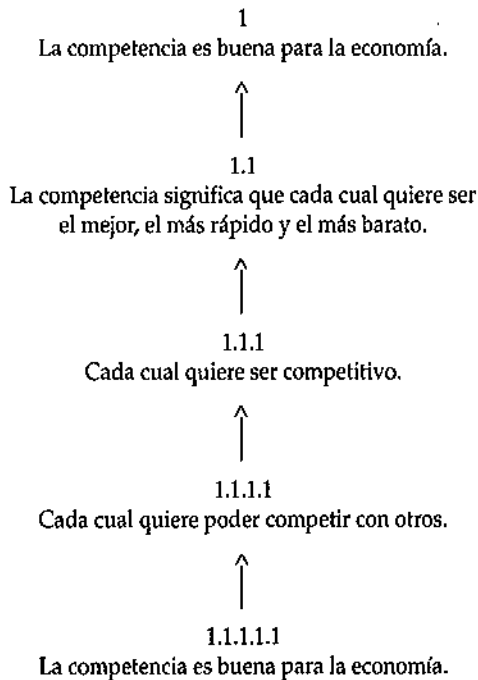 1
La competencia es buena para la economía.
1.1
La competencia significa que cada cual quiere ser
el mejor, el más rápido y el más barato.
1.1.1
Cada cual quiere ser competitivo.
1.1.1.1
Cada cual quiere poder competir con otros.
1.1.1.1.1
La competencia es buena para la economía.